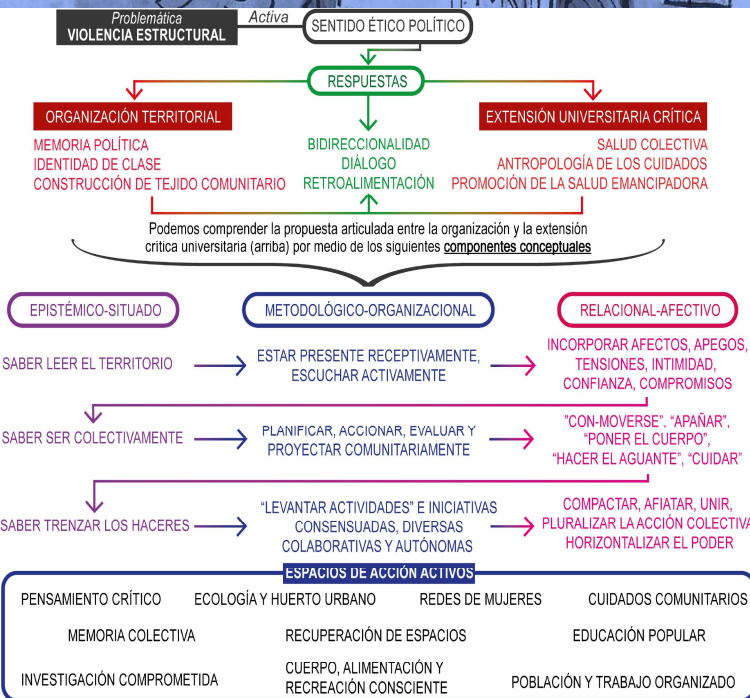 Problemática
VIOLENCIA ESTRUCTURAL
Activa
SENTIDO ÉTICO POLÍTICO
RESPUESTAS
ORGANIZACIÓN TERRITORIAL
MEMORIA POLÍTICA
IDENTIDAD DE CLASE
CONSTRUCCIÓN DE TEJIDO COMUNITARIO
BIDIRECCIONALIDAD
DIÁLOGO
RETROALIMENTACIÓN
EXTENSIÓN UNIVERSITARIA CRÍTICA
SALUD COLECTIVA
ANTROPOLOGÍA DE LOS CUIDADOS
PROMOCIÓN DE LA SALUD EMANCIPADORA
Podemos comprender la propuesta articulada entre la organización y la extensión
crítica universitaria (arriba) por medio de los siguientes componentes conceptuales
EPISTÉMICO-SITUADO
METODOLÓGICO-ORGANIZACIONAL
RELACIONAL-AFECTIVO
SABER LEER EL TERRITORIO
ESTAR PRESENTE RECEPTIVAMENTE,
ESCUCHAR ACTIVAMENTE
INCORPORAR AFECTOS, APEGOS,
TENSIONES, INTIMIDAD,
CONFIANZA, COMPROMISOS
SABER SER COLECTIVAMENTE
PLANIFICAR, ACCIONAR, EVALUAR Y
PROYECTAR COMUNITARIAMENTE
"CON-MOVERSE". "APAÑAR".
"PONER EL CUERPO",
"HACER EL AGUANTE", "CUIDAR"
SABER TRENZAR LOS HACERES
"LEVANTAR ACTIVIDADES" E INICIATIVAS
CONSENSUADAS, DIVERSAS
COLABORATIVAS Y AUTÓNOMAS
COMPACTAR, AFIATAR, UNIR,
PLURALIZAR LA ACCIÓN COLECTIVA
HORIZONTALIZAR EL PODER
ESPACIOS DE ACCIÓN ACTIVOS
PENSAMIENTO CRÍTICO
ECOLOGÍA Y HUERTO URBANO
REDES DE MUJERES
CUIDADOS COMUNITARIOS
MEMORIA COLECTIVA
RECUPERACIÓN DE ESPACIOS
EDUCACIÓN POPULAR
INVESTIGACIÓN COMPROMETIDA
CUERPO, ALIMENTACIÓN Y
RECREACIÓN CONSCIENTE
POBLACIÓN Y TRABAJO ORGANIZADO